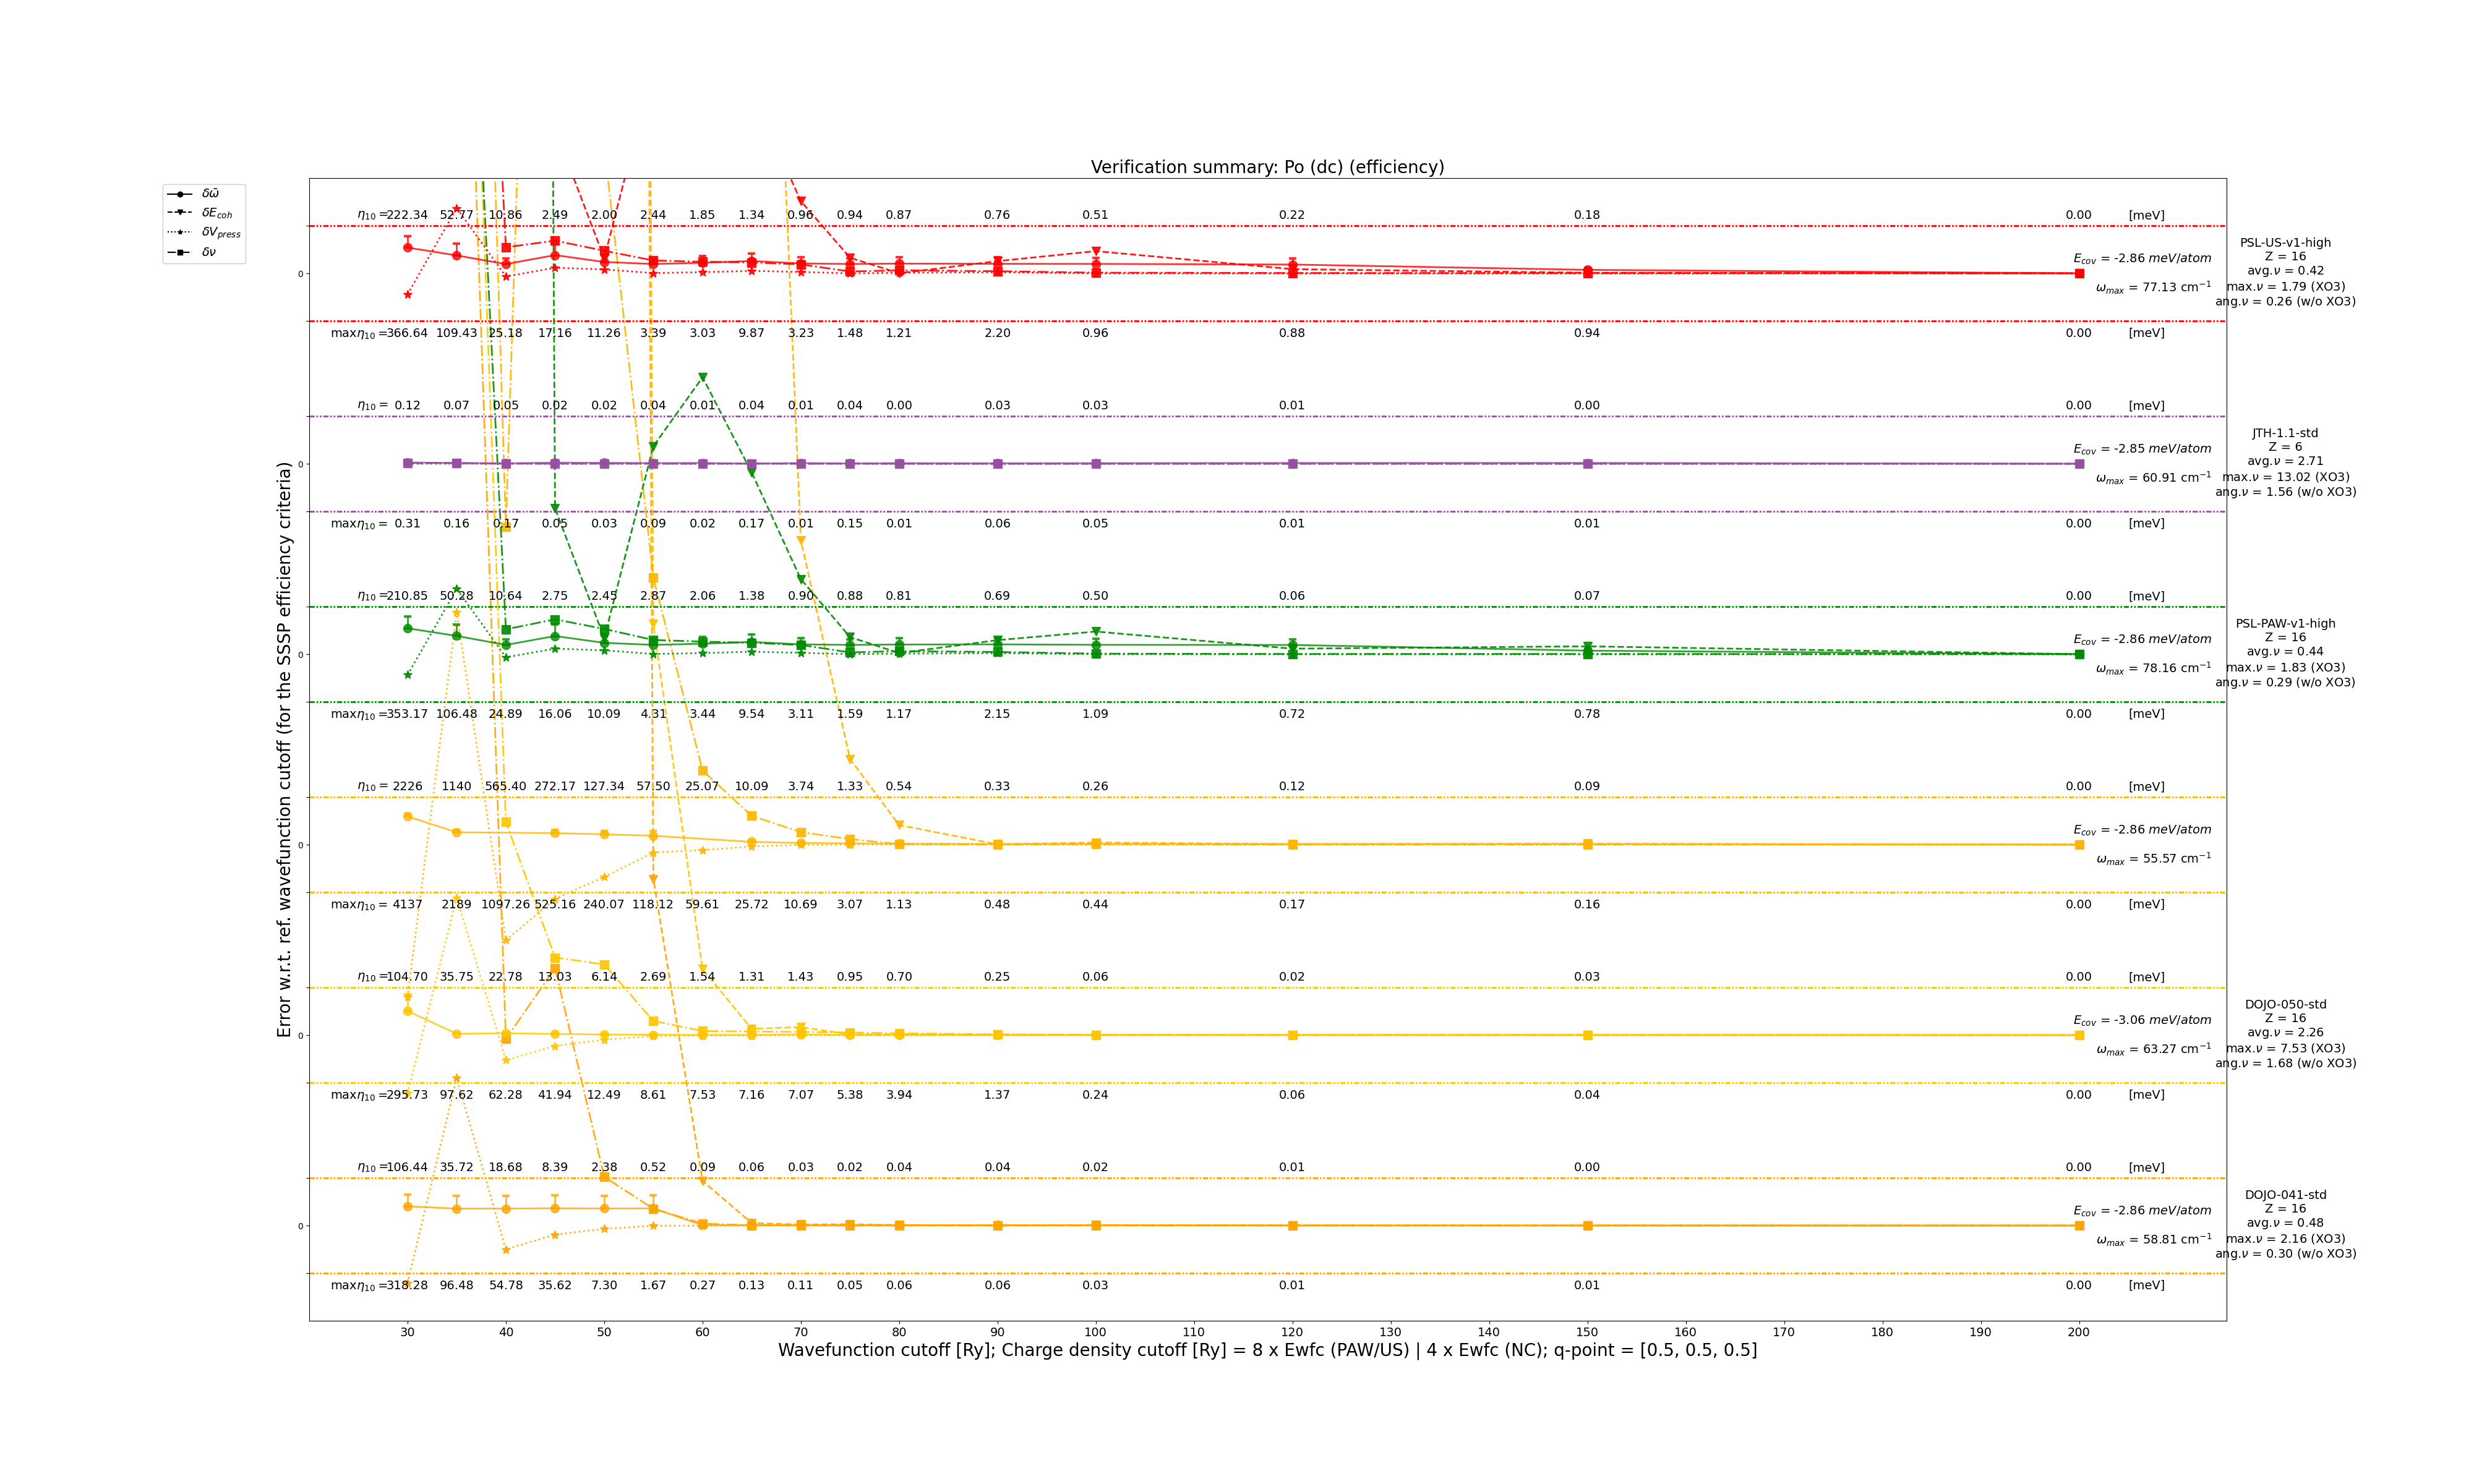 Verification summary: Po (dc) (efficiency)
δω̄
δE_coh
δV_press
δν
Error w.r.t. ref. wavefunction cutoff (for the SSSP efficiency criteria)
η₁₀ = 222.34 52.77 10.86 2.49 2.00 2.44 1.85 1.34 0.96 0.94 0.87 0.76 0.51 0.22 0.18 0.00 [meV]
PSL-US-v1-high
Z = 16
avg.ν = 0.42
max.ν = 1.79 (XO3)
ang.ν = 0.26 (w/o XO3)
E_cov = -2.86 meV/atom
0
ω_max = 77.13 cm⁻¹
maxη₁₀ = 366.64 109.43 25.18 17.16 11.26 3.39 3.03 9.87 3.23 1.48 1.21 2.20 0.96 0.88 0.94 0.00 [meV]
η₁₀ = 0.12 0.07 0.05 0.02 0.02 0.04 0.01 0.04 0.01 0.04 0.00 0.03 0.03 0.01 0.00 0.00 [meV]
JTH-1.1-std
Z = 6
avg.ν = 2.71
max.ν = 13.02 (XO3)
ang.ν = 1.56 (w/o XO3)
E_cov = -2.85 meV/atom
0
ω_max = 60.91 cm⁻¹
maxη₁₀ = 0.31 0.16 0.17 0.05 0.03 0.09 0.02 0.17 0.01 0.15 0.01 0.06 0.05 0.01 0.01 0.00 [meV]
η₁₀ = 210.85 50.28 10.64 2.75 2.45 2.87 2.06 1.38 0.90 0.88 0.81 0.69 0.50 0.06 0.07 0.00 [meV]
PSL-PAW-v1-high
Z = 16
avg.ν = 0.44
max.ν = 1.83 (XO3)
ang.ν = 0.29 (w/o XO3)
E_cov = -2.86 meV/atom
0
ω_max = 78.16 cm⁻¹
maxη₁₀ = 353.17 106.48 24.89 16.06 10.09 4.31 3.44 9.54 3.11 1.59 1.17 2.15 1.09 0.72 0.78 0.00 [meV]
η₁₀ = 2226 1140 565.40 272.17 127.34 57.50 25.07 10.09 3.74 1.33 0.54 0.33 0.26 0.12 0.09 0.00 [meV]
E_cov = -2.86 meV/atom
0
ω_max = 55.57 cm⁻¹
maxη₁₀ = 4137 2189 1097.26 525.16 240.07 118.12 59.61 25.72 10.69 3.07 1.13 0.48 0.44 0.17 0.16 0.00 [meV]
η₁₀ = 104.70 35.75 22.78 13.03 6.14 2.69 1.54 1.31 1.43 0.95 0.70 0.25 0.06 0.02 0.03 0.00 [meV]
DOJO-050-std
Z = 16
avg.ν = 2.26
max.ν = 7.53 (XO3)
ang.ν = 1.68 (w/o XO3)
E_cov = -3.06 meV/atom
0
ω_max = 63.27 cm⁻¹
maxη₁₀ = 295.73 97.62 62.28 41.94 12.49 8.61 7.53 7.16 7.07 5.38 3.94 1.37 0.24 0.06 0.04 0.00 [meV]
η₁₀ = 106.44 35.72 18.68 8.39 2.38 0.52 0.09 0.06 0.03 0.02 0.04 0.04 0.02 0.01 0.00 0.00 [meV]
DOJO-041-std
Z = 16
avg.ν = 0.48
max.ν = 2.16 (XO3)
ang.ν = 0.30 (w/o XO3)
E_cov = -2.86 meV/atom
0
ω_max = 58.81 cm⁻¹
maxη₁₀ = 318.28 96.48 54.78 35.62 7.30 1.67 0.27 0.13 0.11 0.05 0.06 0.06 0.03 0.01 0.01 0.00 [meV]
30 40 50 60 70 80 90 100 110 120 130 140 150 160 170 180 190 200
Wavefunction cutoff [Ry]; Charge density cutoff [Ry] = 8 x Ewfc (PAW/US) | 4 x Ewfc (NC); q-point = [0.5, 0.5, 0.5]